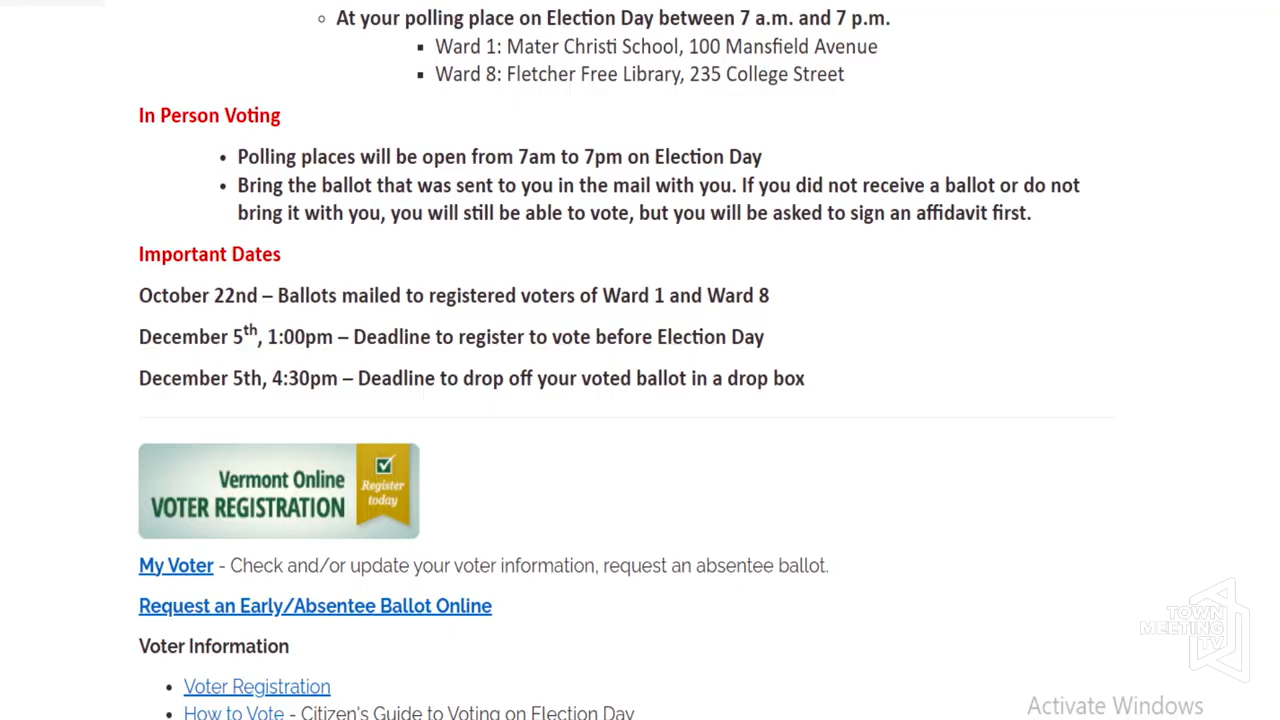 At your polling place on Election Day between 7 a.m. and 7 p.m.
Ward 1: Mater Christi School, 100 Mansfield Avenue
Ward 8: Fletcher Free Library, 235 College Street
In Person Voting
Polling places will be open from 7am to 7pm on Election Day
Bring the ballot that was sent to you in the mail with you. If you did not receive a ballot or do not
bring it with you, you will still be able to vote, but you will be asked to sign an affidavit first.
Important Dates
October 22nd – Ballots mailed to registered voters of Ward 1 and Ward 8
December 5th, 1:00pm – Deadline to register to vote before Election Day
December 5th, 4:30pm – Deadline to drop off your voted ballot in a drop box
Vermont Online
VOTER REGISTRATION
Register
today
My Voter - Check and/or update your voter information, request an absentee ballot.
Request an Early/Absentee Ballot Online
Voter Information
Voter Registration
How to Vote - Citizen's Guide to Voting on Election Day
TOWN
MEETING
TV
Activate Windows